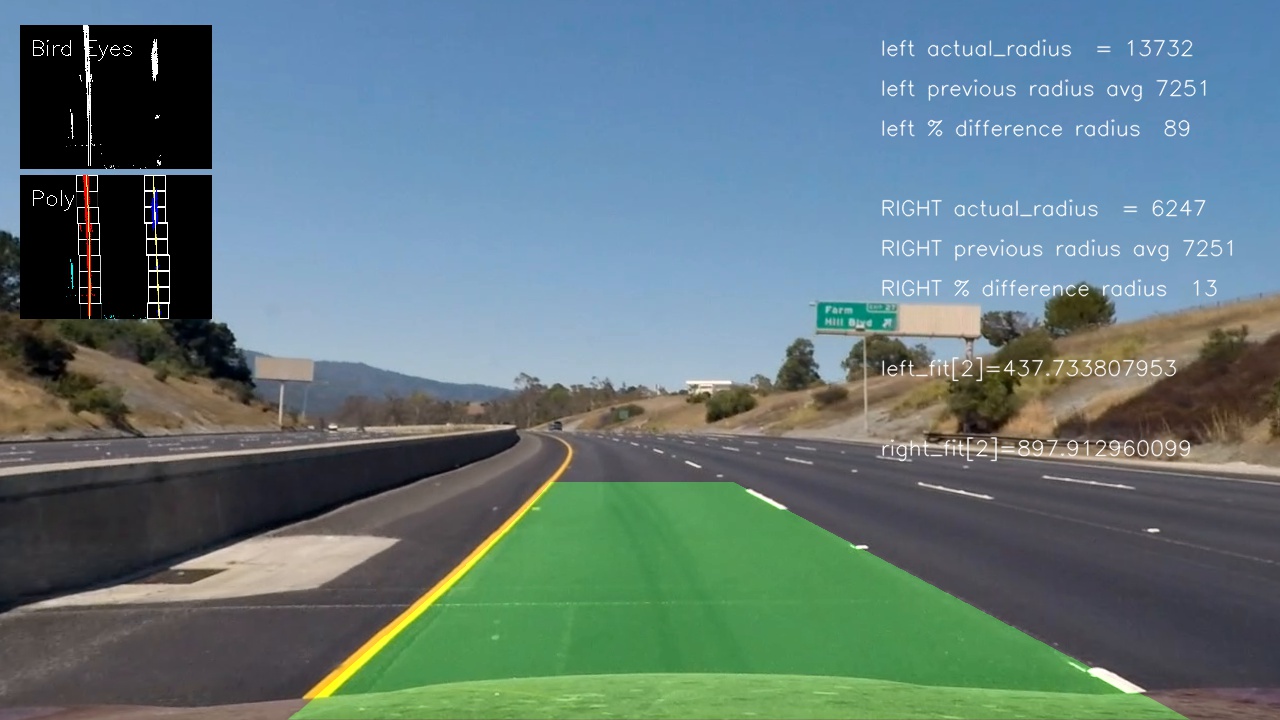 Bird Eyes
Poly
left actual_radius = 13732
left previous radius avg 7251
left % difference radius 89
RIGHT actual_radius = 6247
RIGHT previous radius avg 7251
RIGHT % difference radius 13
Farm
EXIT 27
Hill Blvd
left_fit[2]=437.733807953
right_fit[2]=897.912960099